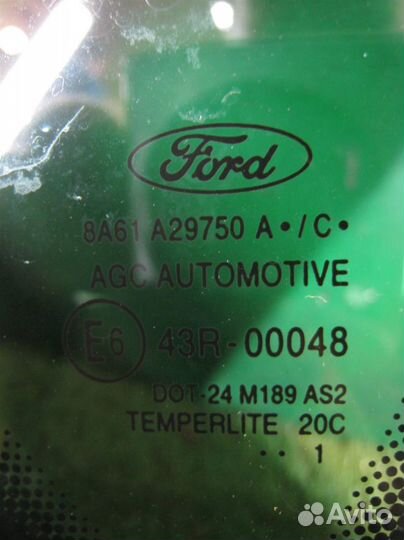 Ford
8A61 A29750 A•/C•
AGC AUTOMOTIVE
E6 43R-00048
DOT-24 M189 AS2
TEMPERLITE 20C
•• 1
Avito